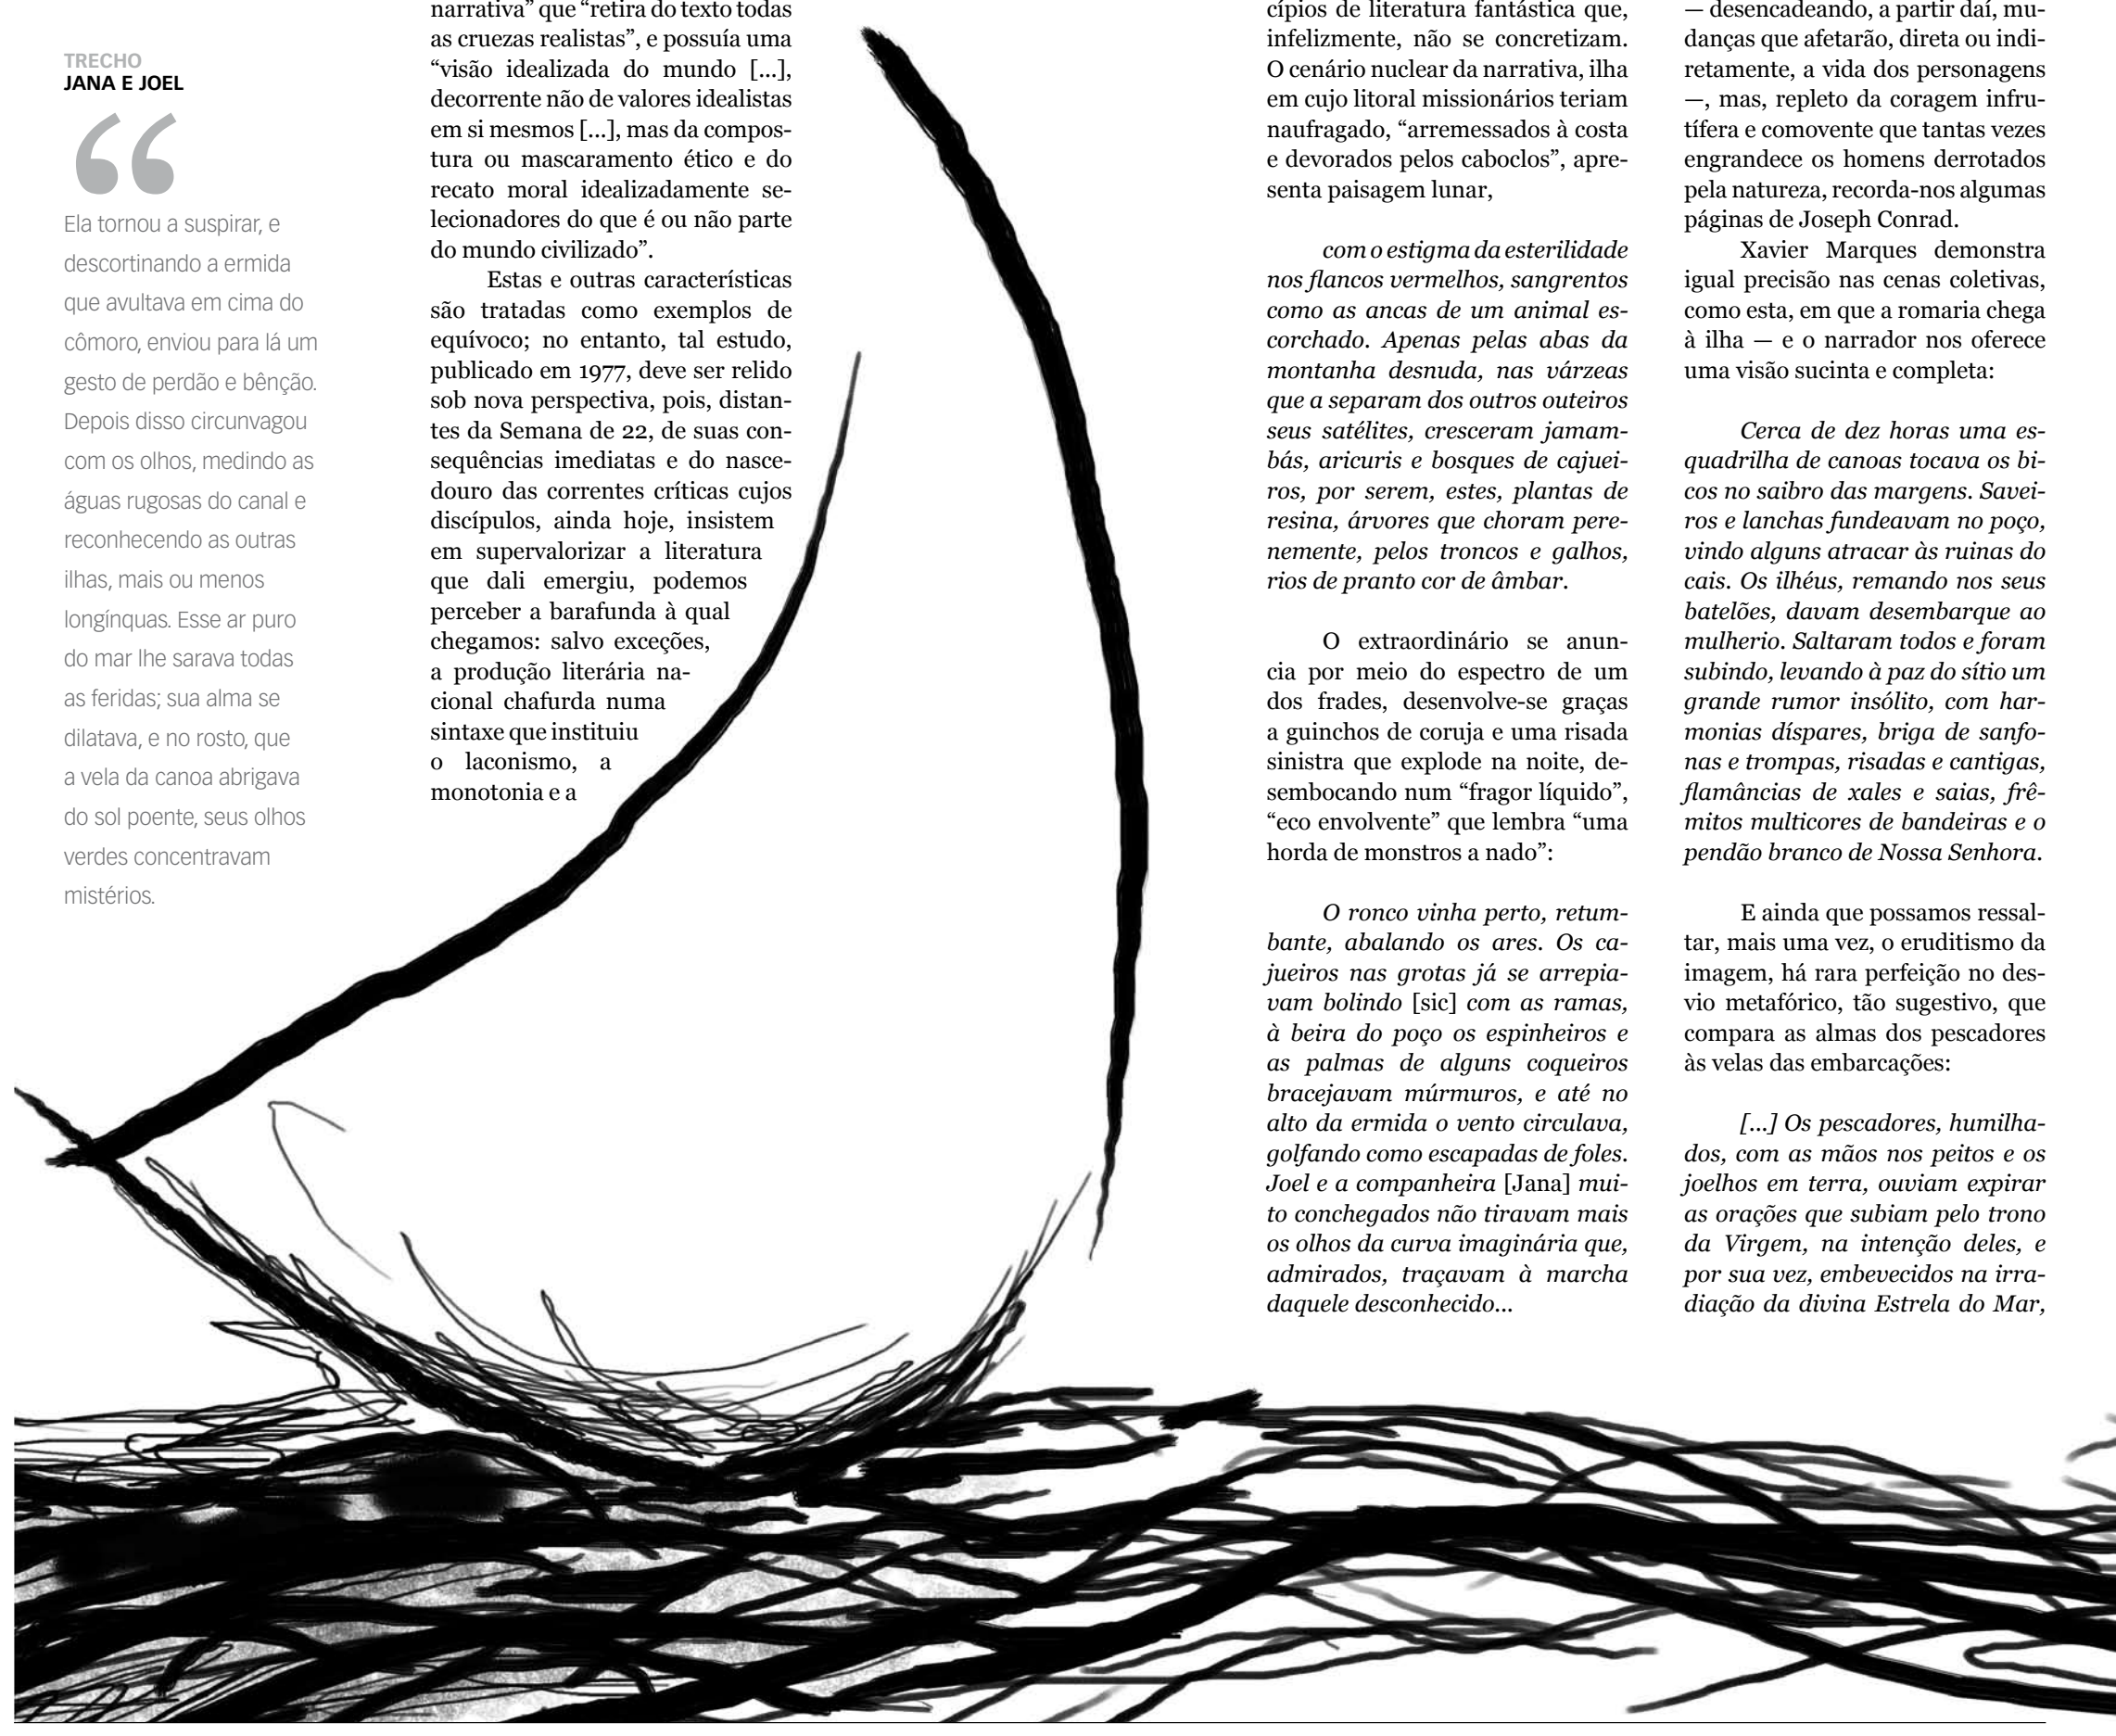 TRECHO
JANA E JOEL
“
Ela tornou a suspirar, e
descortinando a ermida
que avultava em cima do
cômoro, enviou para lá um
gesto de perdão e bênção.
Depois disso circunvagou
com os olhos, medindo as
águas rugosas do canal e
reconhecendo as outras
ilhas, mais ou menos
longínquas. Esse ar puro
do mar lhe sarava todas
as feridas; sua alma se
dilatava, e no rosto, que
a vela da canoa abrigava
do sol poente, seus olhos
verdes concentravam
mistérios.
narrativa” que “retira do texto todas
as cruezas realistas”, e possuía uma
“visão idealizada do mundo [...],
decorrente não de valores idealistas
em si mesmos [...], mas da compos-
tura ou mascaramento ético e do
recato moral idealizadamente se-
lecionadores do que é ou não parte
do mundo civilizado”.
Estas e outras características
são tratadas como exemplos de
equívoco; no entanto, tal estudo,
publicado em 1977, deve ser relido
sob nova perspectiva, pois, distan-
tes da Semana de 22, de suas con-
sequências imediatas e do nasce-
douro das correntes críticas cujos
discípulos, ainda hoje, insistem
em supervalorizar a literatura
que dali emergiu, podemos
perceber a barafunda à qual
chegamos: salvo exceções,
a produção literária na-
cional chafurda numa
sintaxe que instituiu
o laconismo, a
monotonia e a
cípios de literatura fantástica que,
infelizmente, não se concretizam.
O cenário nuclear da narrativa, ilha
em cujo litoral missionários teriam
naufragado, “arremessados à costa
e devorados pelos caboclos”, apre-
senta paisagem lunar,
com o estigma da esterilidade
nos flancos vermelhos, sangrentos
como as ancas de um animal es-
corchado. Apenas pelas abas da
montanha desnuda, nas várzeas
que a separam dos outros outeiros
seus satélites, cresceram jamam-
bás, aricuris e bosques de cajuei-
ros, por serem, estes, plantas de
resina, árvores que choram pere-
nemente, pelos troncos e galhos,
rios de pranto cor de âmbar.
O extraordinário se anun-
cia por meio do espectro de um
dos frades, desenvolve-se graças
a guinchos de coruja e uma risada
sinistra que explode na noite, de-
sembocando num “fragor líquido”,
“eco envolvente” que lembra “uma
horda de monstros a nado”:
O ronco vinha perto, retum-
bante, abalando os ares. Os ca-
jueiros nas grotas já se arrepia-
vam bolindo [sic] com as ramas,
à beira do poço os espinheiros e
as palmas de alguns coqueiros
bracejavam múrmuros, e até no
alto da ermida o vento circulava,
golfando como escapadas de foles.
Joel e a companheira [Jana] mui-
to conchegados não tiravam mais
os olhos da curva imaginária que,
admirados, traçavam à marcha
daquele desconhecido...
— desencadeando, a partir daí, mu-
danças que afetarão, direta ou indi-
retamente, a vida dos personagens
—, mas, repleto da coragem infru-
tífera e comovente que tantas vezes
engrandece os homens derrotados
pela natureza, recorda-nos algumas
páginas de Joseph Conrad.
Xavier Marques demonstra
igual precisão nas cenas coletivas,
como esta, em que a romaria chega
à ilha — e o narrador nos oferece
uma visão sucinta e completa:
Cerca de dez horas uma es-
quadrilha de canoas tocava os bi-
cos no saibro das margens. Savei-
ros e lanchas fundeavam no poço,
vindo alguns atracar às ruinas do
cais. Os ilhéus, remando nos seus
batelões, davam desembarque ao
mulherio. Saltaram todos e foram
subindo, levando à paz do sítio um
grande rumor insólito, com har-
monias díspares, briga de sanfo-
nas e trompas, risadas e cantigas,
flamâncias de xales e saias, frê-
mitos multicores de bandeiras e o
pendão branco de Nossa Senhora.
E ainda que possamos ressal-
tar, mais uma vez, o eruditismo da
imagem, há rara perfeição no des-
vio metafórico, tão sugestivo, que
compara as almas dos pescadores
às velas das embarcações:
[...] Os pescadores, humilha-
dos, com as mãos nos peitos e os
joelhos em terra, ouviam expirar
as orações que subiam pelo trono
da Virgem, na intenção deles, e
por sua vez, embevecidos na irra-
diação da divina Estrela do Mar,